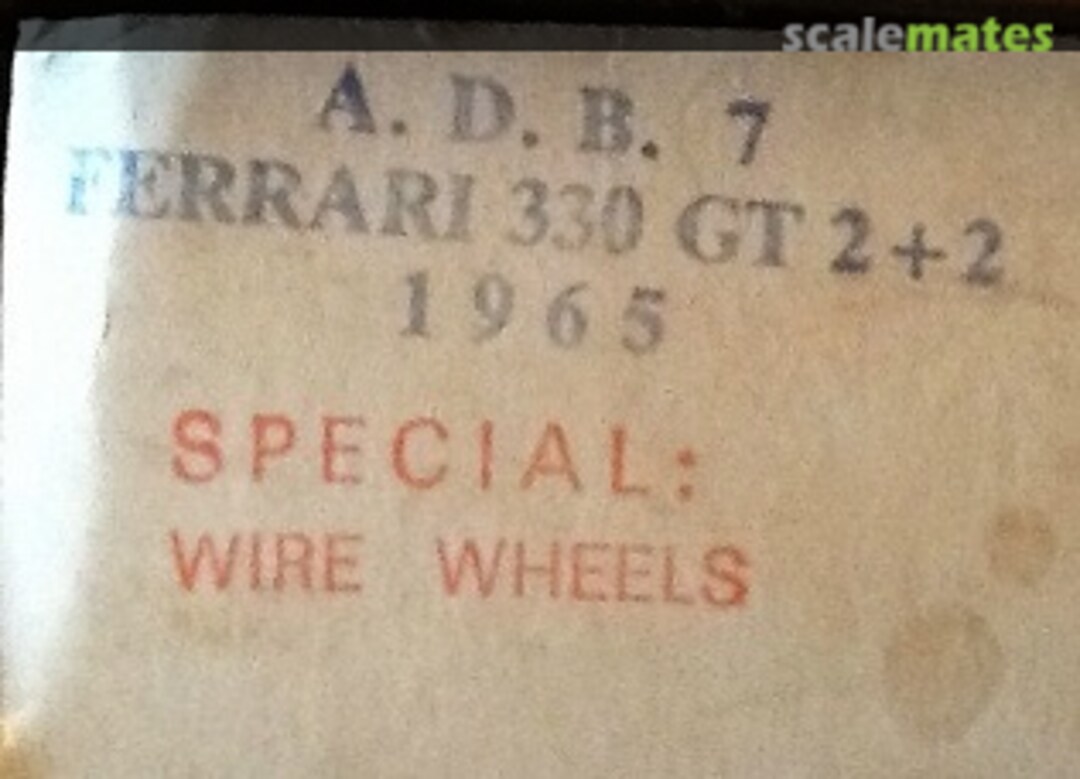 scalemates
A. D. B. 7
FERRARI 330 GT 2+2
1965
SPECIAL:
WIRE WHEELS